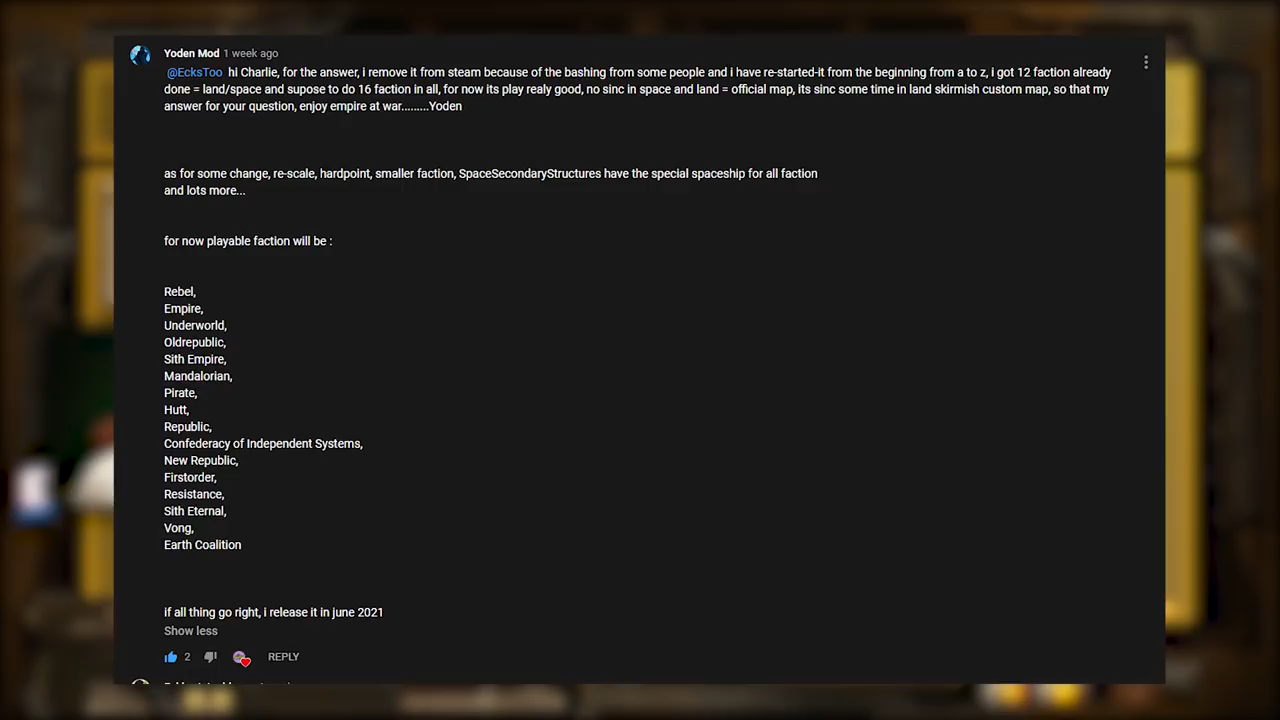 Yoden Mod 1 week ago
@EcksToo hi Charlie, for the answer, i remove it from steam because of the bashing from some people and i have re-started-it from the beginning from a to z, i got 12 faction already
done = land/space and supose to do 16 faction in all, for now its play realy good, no sinc in space and land = official map, its sinc some time in land skirmish custom map, so that my
answer for your question, enjoy empire at war.........Yoden
as for some change, re-scale, hardpoint, smaller faction, SpaceSecondaryStructures have the special spaceship for all faction
and lots more...
for now playable faction will be :
Rebel,
Empire,
Underworld,
Oldrepublic,
Sith Empire,
Mandalorian,
Pirate,
Hutt,
Republic,
Confederacy of Independent Systems,
New Republic,
Firstorder,
Resistance,
Sith Eternal,
Vong,
Earth Coalition
if all thing go right, i release it in june 2021
Show less
2 REPLY